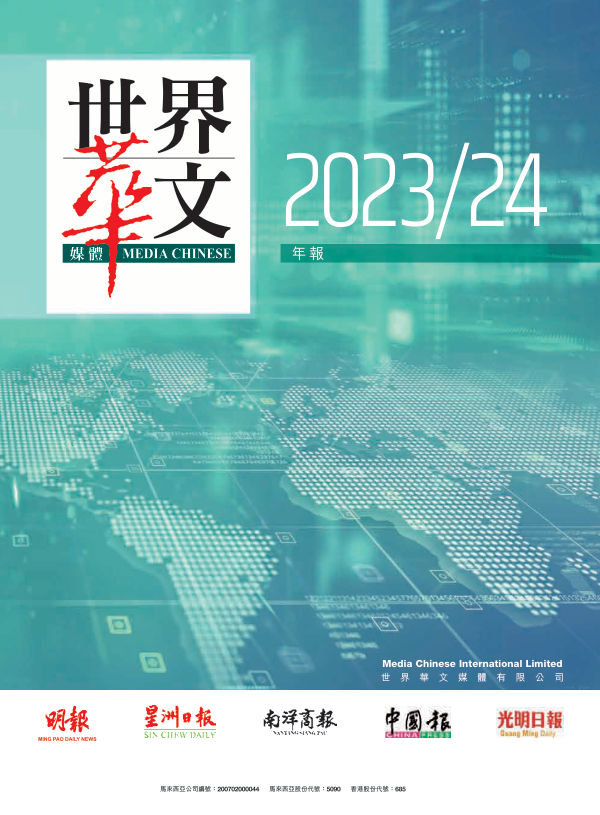 世界
華文
媒體 MEDIA CHINESE
2023/24
年報
Media Chinese International Limited
世界華文媒體有限公司
明報
MING PAO DAILY NEWS
星洲日报
SIN CHEW DAILY
南洋商報
NANYANG SIANG PAU
中國報
CHINA PRESS
光明日報
Guang Ming Daily
馬來西亞公司編號：200702000044 馬來西亞股份代號：5090 香港股份代號：685